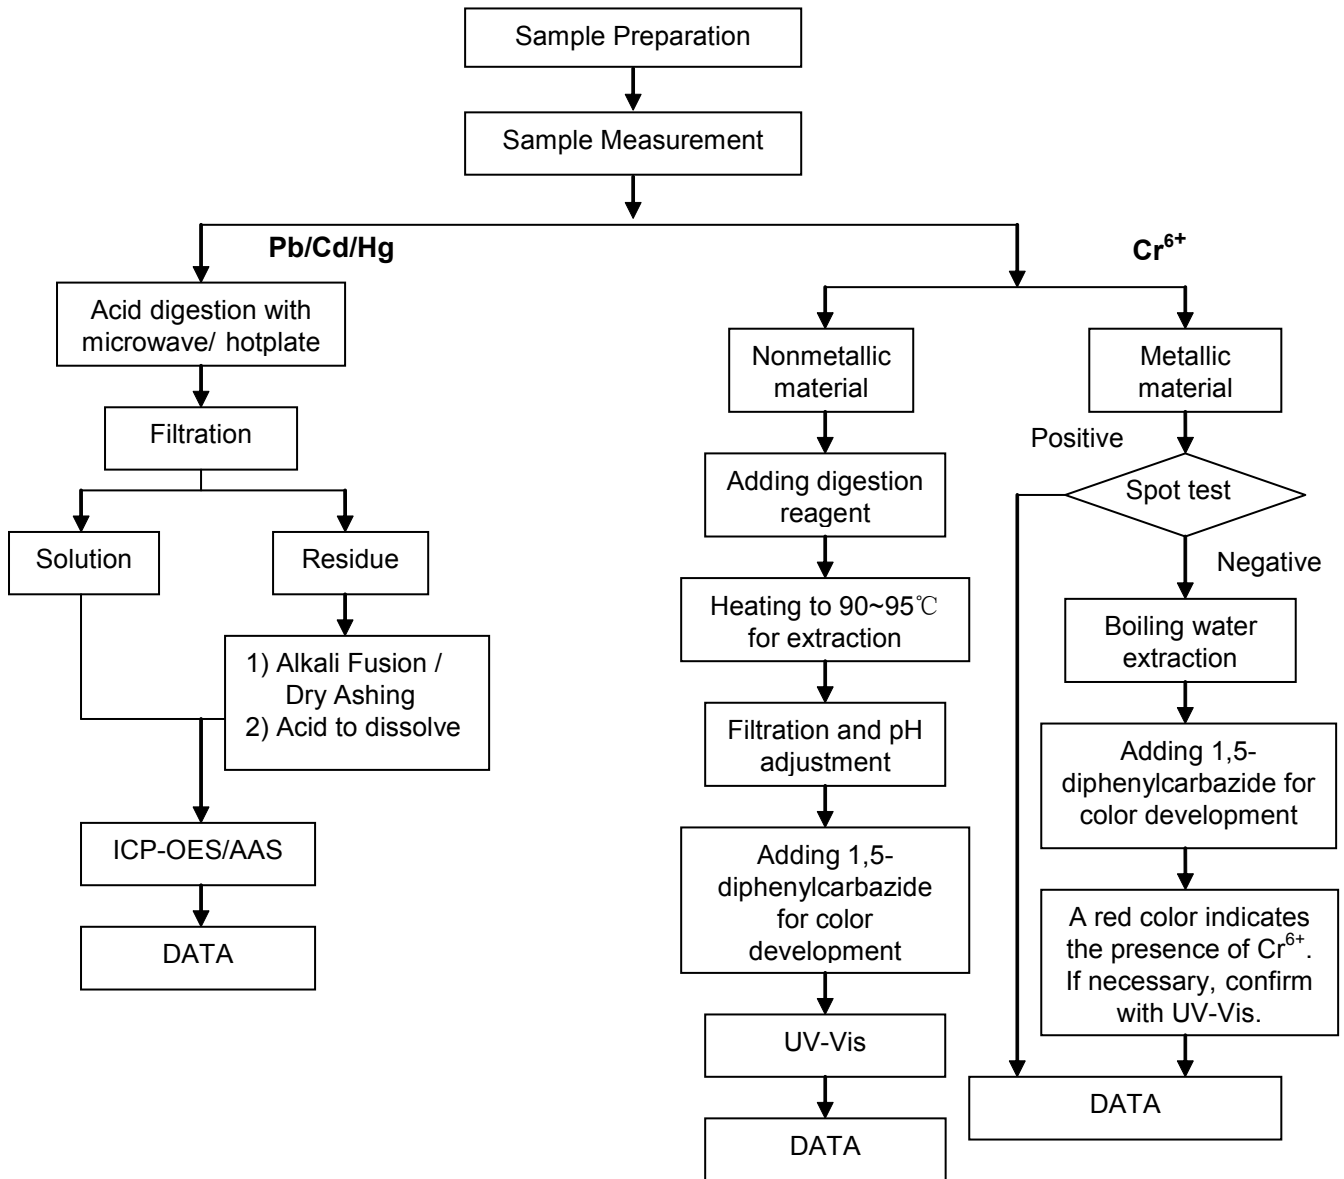 Sample Preparation
Sample Measurement
Pb/Cd/Hg
Acid digestion with
microwave/ hotplate
Filtration
Solution
Residue
1) Alkali Fusion /
Dry Ashing
2) Acid to dissolve
ICP-OES/AAS
DATA
Cr⁶⁺
Nonmetallic
material
Adding digestion
reagent
Heating to 90~95℃
for extraction
Filtration and pH
adjustment
Adding 1,5-
diphenylcarbazide
for color
development
UV-Vis
DATA
Metallic
material
Positive
Spot test
Negative
Boiling water
extraction
Adding 1,5-
diphenylcarbazide for
color development
A red color indicates
the presence of Cr⁶⁺.
If necessary, confirm
with UV-Vis.
DATA